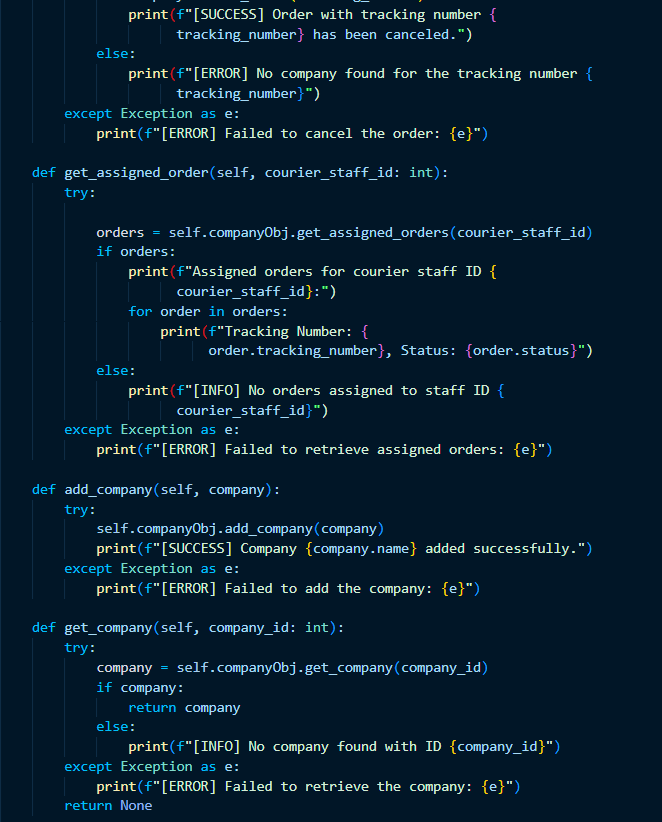 print(f"[SUCCESS] Order with tracking number {
tracking_number} has been canceled.")
else:
print(f"[ERROR] No company found for the tracking number {
tracking_number}")
except Exception as e:
print(f"[ERROR] Failed to cancel the order: {e}")
def get_assigned_order(self, courier_staff_id: int):
try:
orders = self.companyObj.get_assigned_orders(courier_staff_id)
if orders:
print(f"Assigned orders for courier staff ID {
courier_staff_id}:")
for order in orders:
print(f"Tracking Number: {
order.tracking_number}, Status: {order.status}")
else:
print(f"[INFO] No orders assigned to staff ID {
courier_staff_id}")
except Exception as e:
print(f"[ERROR] Failed to retrieve assigned orders: {e}")
def add_company(self, company):
try:
self.companyObj.add_company(company)
print(f"[SUCCESS] Company {company.name} added successfully.")
except Exception as e:
print(f"[ERROR] Failed to add the company: {e}")
def get_company(self, company_id: int):
try:
company = self.companyObj.get_company(company_id)
if company:
return company
else:
print(f"[INFO] No company found with ID {company_id}")
except Exception as e:
print(f"[ERROR] Failed to retrieve the company: {e}")
return None